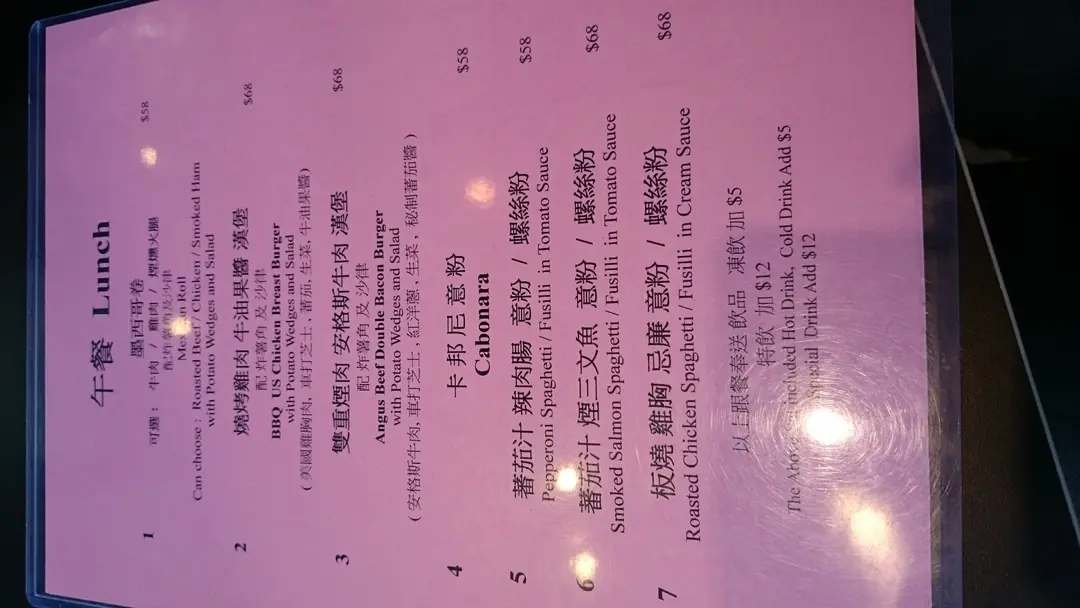 午餐 Lunch
1 墨西哥卷 $58
可選: 牛肉 / 雞肉 / 煙燻火腿
配炸薯角及沙律
Mexican Roll
Can choose : Roasted Beef / Chicken / Smoked Ham
with Potato Wedges and Salad
2 燒烤雞肉 牛油果醬 漢堡 $68
配 炸薯角 及 沙律
BBQ US Chicken Breast Burger
with Potato Wedges and Salad
( 美國雞胸肉, 車打芝士, 蕃茄, 生菜, 牛油果醬)
3 雙重煙肉 安格斯牛肉 漢堡 $68
配 炸薯角 及 沙律
Angus Beef Double Bacon Burger
with Potato Wedges and Salad
( 安格斯牛肉, 車打芝士, 紅洋蔥, 生菜, 秘制蕃茄醬 )
4 卡 邦 尼 意 粉 $58
Cabonara
5 蕃茄汁 辣肉腸 意粉 / 螺絲粉 $58
Pepperoni Spaghetti / Fusilli in Tomato Sauce
6 蕃茄汁 煙三文魚 意粉 / 螺絲粉 $68
Smoked Salmon Spaghetti / Fusilli in Tomato Sauce
7 板燒 雞胸 忌廉 意粉 / 螺絲粉 $68
Roasted Chicken Spaghetti / Fusilli in Cream Sauce
以上跟餐奉送 飲品 凍飲 加 $5
特飲 加 $12
The Above included Hot Drink, Cold Drink Add $5
Special Drink Add $12